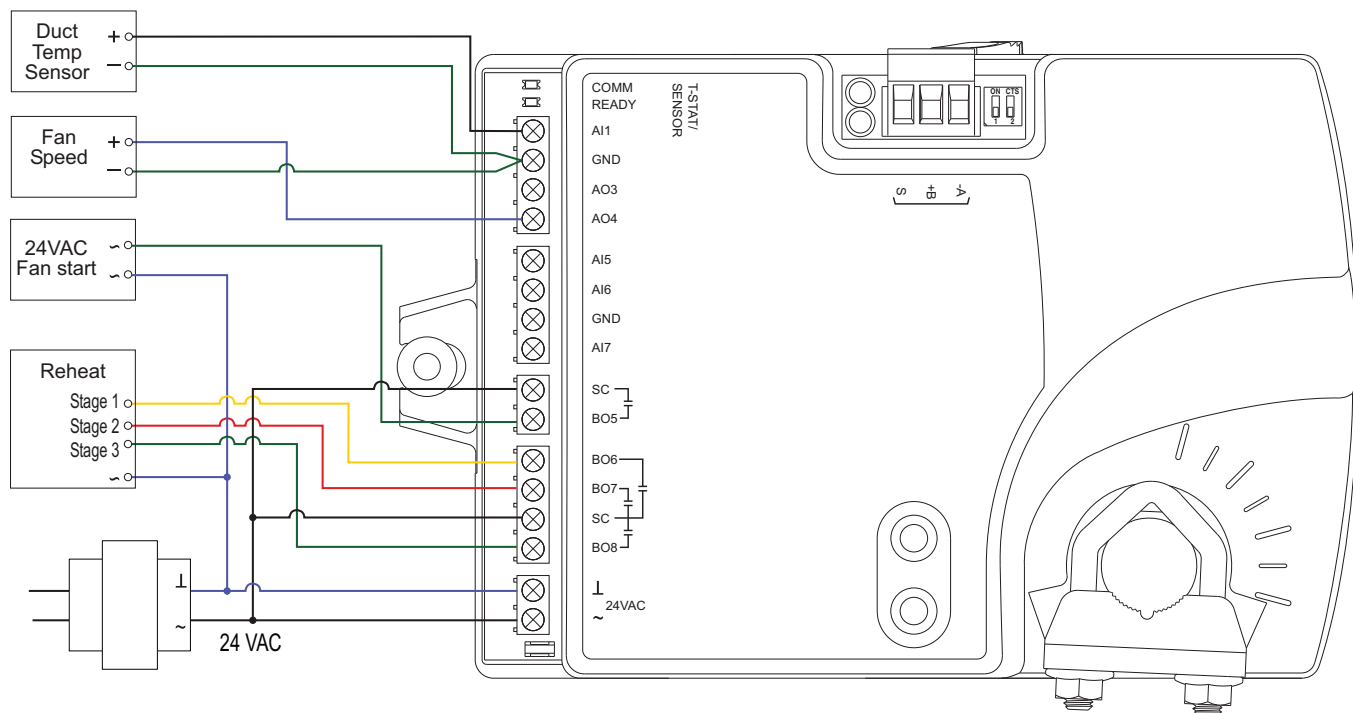 Duct
Temp
Sensor
+
–
Fan
Speed
+
–
24VAC
Fan start
~
~
Reheat
Stage 1
Stage 2
Stage 3
~
⊥
~
24 VAC
COMM
READY
AI1
GND
AO3
AO4
AI5
AI6
GND
AI7
SC
BO5
BO6
BO7
SC
BO8
⊥
24VAC
~
T-STAT/
SENSOR
ON CTS
1 2
S +B -A